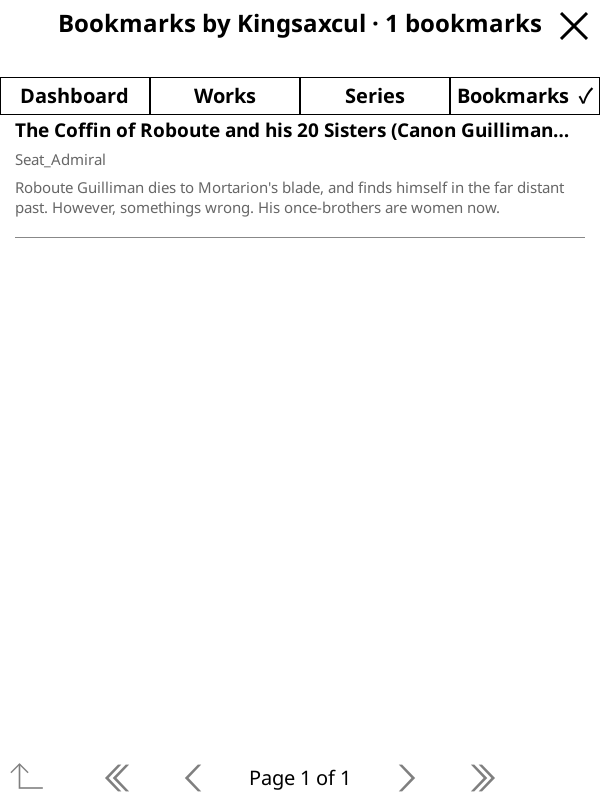 Bookmarks by Kingsaxcul · 1 bookmarks
Dashboard
Works
Series
Bookmarks ✓
The Coffin of Roboute and his 20 Sisters (Canon Guilliman...
Seat_Admiral
Roboute Guilliman dies to Mortarion's blade, and finds himself in the far distant
past. However, somethings wrong. His once-brothers are women now.
Page 1 of 1